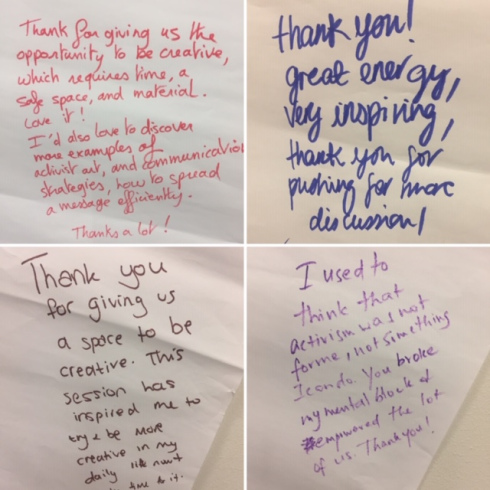 Thank for giving us the
opportunity to be creative,
which requires time, a
safe space, and material.
Love it!
I'd also love to discover
more examples of
activist art, and communication
strategies, how to spread
a message efficiently.
Thanks a lot!
thank you!
great energy,
very inspiring,
thank you for
pushing for more
discussion!
Thank you
for giving us
a space to be
creative. This
session has
inspired me to
try & be more
creative in my
daily life
time &
I used to
think that
activism was not
for me, not something
I can do. You broke
my mental block &
empowered the lot
of us. Thank you!